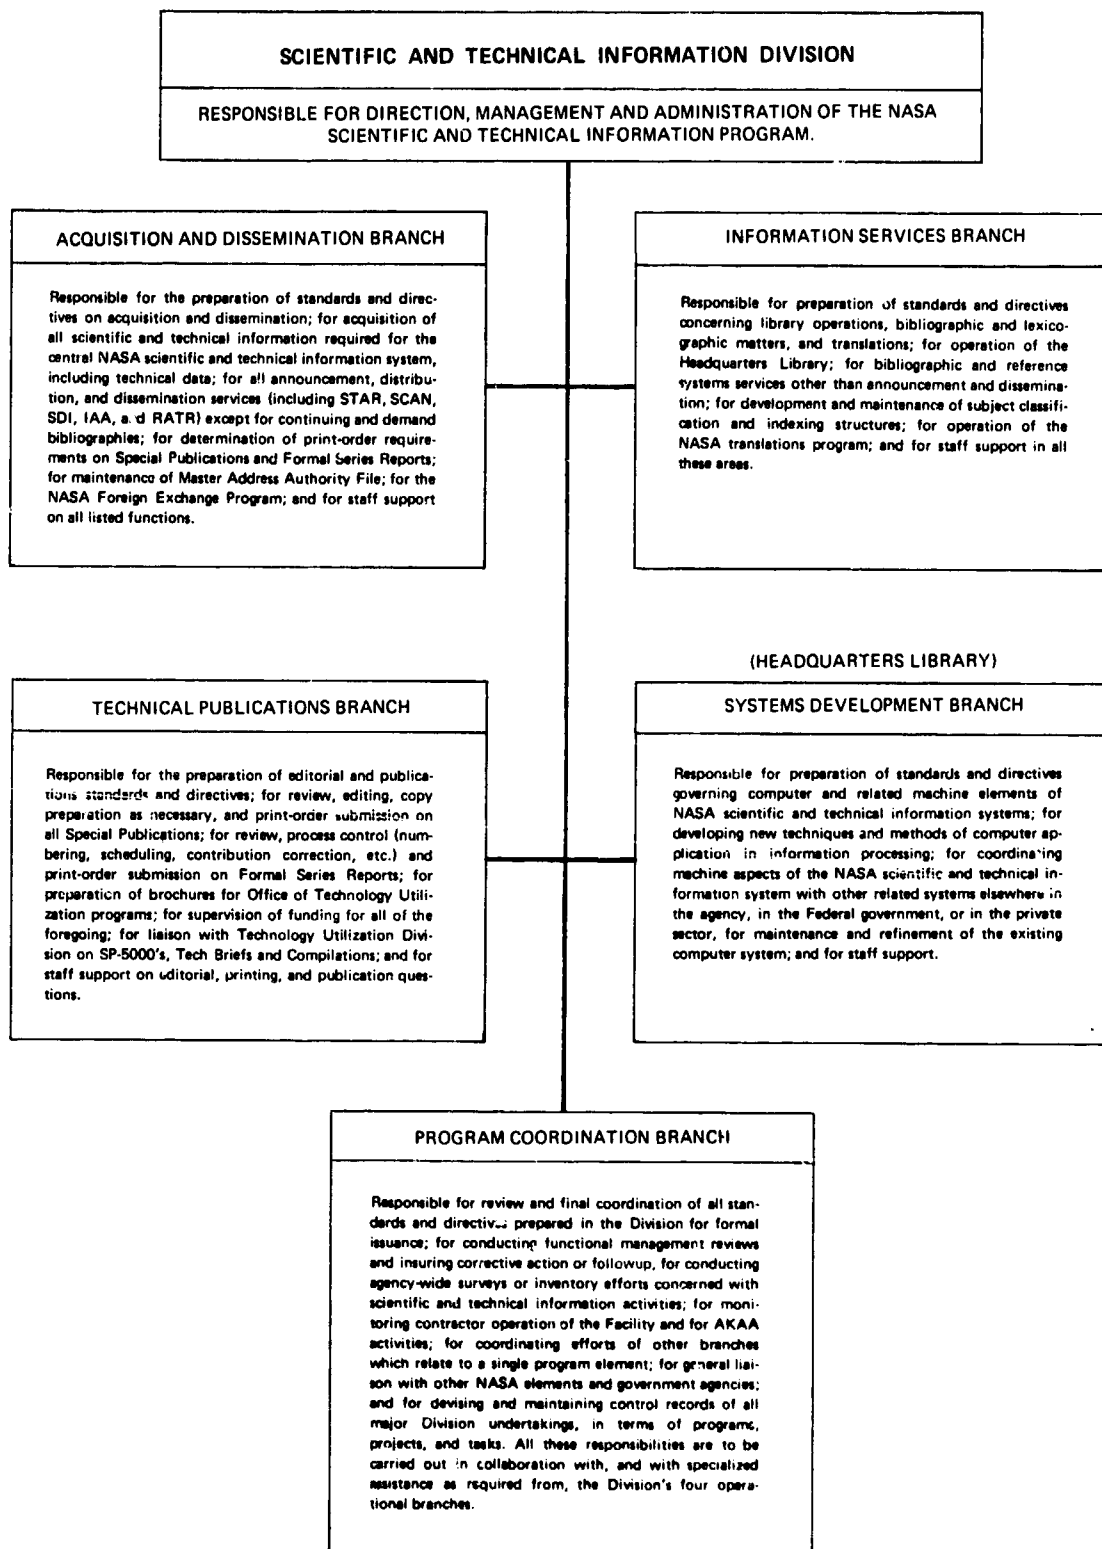 SCIENTIFIC AND TECHNICAL INFORMATION DIVISION
RESPONSIBLE FOR DIRECTION, MANAGEMENT AND ADMINISTRATION OF THE NASA
SCIENTIFIC AND TECHNICAL INFORMATION PROGRAM.
ACQUISITION AND DISSEMINATION BRANCH
Responsible for the preparation of standards and direc-
tives on acquisition and dissemination; for acquisition of
all scientific and technical information required for the
central NASA scientific and technical information system,
including technical data; for all announcement, distribu-
tion, and dissemination services (including STAR, SCAN,
SDI, IAA, and RATR) except for continuing and demand
bibliographies; for determination of print-order require-
ments on Special Publications and Formal Series Reports;
for maintenance of Master Address Authority File; for the
NASA Foreign Exchange Program; and for staff support
on all listed functions.
INFORMATION SERVICES BRANCH
Responsible for preparation of standards and directives
concerning library operations, bibliographic and lexico-
graphic matters, and translations; for operation of the
Headquarters Library; for bibliographic and reference
systems services other than announcement and dissemina-
tion; for development and maintenance of subject classifi-
cation and indexing structures; for operation of the
NASA translations program; and for staff support in all
these areas.
(HEADQUARTERS LIBRARY)
TECHNICAL PUBLICATIONS BRANCH
Responsible for the preparation of editorial and publica-
tions standards and directives; for review, editing, copy
preparation as necessary, and print-order submission on
all Special Publications; for review, process control (num-
bering, scheduling, contribution correction, etc.) and
print-order submission on Formal Series Reports; for
preparation of brochures for Office of Technology Utili-
zation programs; for supervision of funding for all of the
foregoing; for liaison with Technology Utilization Divi-
sion on SP-5000's, Tech Briefs and Compilations; and for
staff support on editorial, printing, and publication ques-
tions.
SYSTEMS DEVELOPMENT BRANCH
Responsible for preparation of standards and directives
governing computer and related machine elements of
NASA scientific and technical information systems; for
developing new techniques and methods of computer ap-
plication in information processing; for coordinating
machine aspects of the NASA scientific and technical in-
formation system with other related systems elsewhere in
the agency, in the Federal government, or in the private
sector, for maintenance and refinement of the existing
computer system; and for staff support.
PROGRAM COORDINATION BRANCH
Responsible for review and final coordination of all stan-
dards and directives prepared in the Division for formal
issuance; for conducting functional management reviews
and insuring corrective action or followup, for conducting
agency-wide surveys or inventory efforts concerned with
scientific and technical information activities; for moni-
toring contractor operation of the Facility and for AKAA
activities; for coordinating efforts of other branches
which relate to a single program element; for general liai-
son with other NASA elements and government agencies;
and for devising and maintaining control records of all
major Division undertakings, in terms of programs,
projects, and tasks. All these responsibilities are to be
carried out in collaboration with, and with specialized
assistance as required from, the Division's four opera-
tional branches.